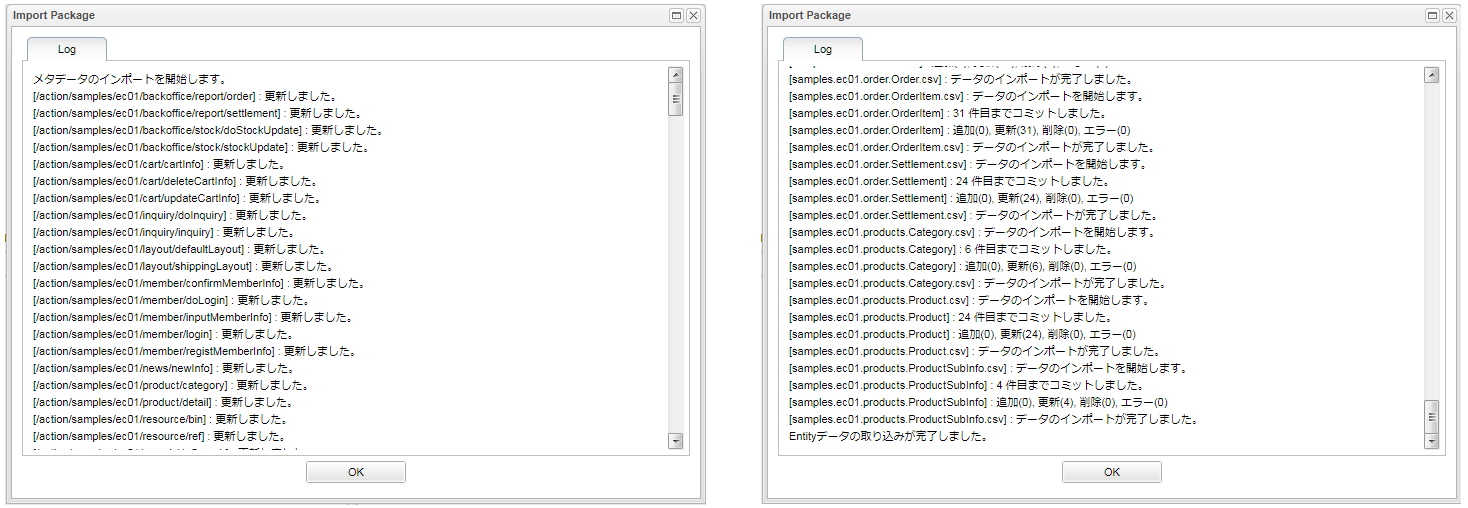 Import Package
Log
メタデータのインポートを開始します。
[/action/samples/ec01/backoffice/report/order] : 更新しました。
[/action/samples/ec01/backoffice/report/settlement] : 更新しました。
[/action/samples/ec01/backoffice/stock/doStockUpdate] : 更新しました。
[/action/samples/ec01/backoffice/stock/stockUpdate] : 更新しました。
[/action/samples/ec01/cart/cartInfo] : 更新しました。
[/action/samples/ec01/cart/deleteCartInfo] : 更新しました。
[/action/samples/ec01/cart/updateCartInfo] : 更新しました。
[/action/samples/ec01/inquiry/doInquiry] : 更新しました。
[/action/samples/ec01/inquiry/inquiry] : 更新しました。
[/action/samples/ec01/layout/defaultLayout] : 更新しました。
[/action/samples/ec01/layout/shippingLayout] : 更新しました。
[/action/samples/ec01/member/confirmMemberInfo] : 更新しました。
[/action/samples/ec01/member/doLogin] : 更新しました。
[/action/samples/ec01/member/inputMemberInfo] : 更新しました。
[/action/samples/ec01/member/login] : 更新しました。
[/action/samples/ec01/member/registMemberInfo] : 更新しました。
[/action/samples/ec01/news/newInfo] : 更新しました。
[/action/samples/ec01/product/category] : 更新しました。
[/action/samples/ec01/product/detail] : 更新しました。
[/action/samples/ec01/resource/bin] : 更新しました。
[/action/samples/ec01/resource/ref] : 更新しました。
OK
Import Package
Log
[samples.ec01.order.Order.csv] : データのインポートが完了しました。
[samples.ec01.order.OrderItem.csv] : データのインポートを開始します。
[samples.ec01.order.OrderItem] : 31 件目までコミットしました。
[samples.ec01.order.OrderItem] : 追加(0), 更新(31), 削除(0), エラー(0)
[samples.ec01.order.OrderItem.csv] : データのインポートが完了しました。
[samples.ec01.order.Settlement.csv] : データのインポートを開始します。
[samples.ec01.order.Settlement] : 24 件目までコミットしました。
[samples.ec01.order.Settlement] : 追加(0), 更新(24), 削除(0), エラー(0)
[samples.ec01.order.Settlement.csv] : データのインポートが完了しました。
[samples.ec01.products.Category.csv] : データのインポートを開始します。
[samples.ec01.products.Category] : 6 件目までコミットしました。
[samples.ec01.products.Category] : 追加(0), 更新(6), 削除(0), エラー(0)
[samples.ec01.products.Category.csv] : データのインポートが完了しました。
[samples.ec01.products.Product.csv] : データのインポートを開始します。
[samples.ec01.products.Product] : 24 件目までコミットしました。
[samples.ec01.products.Product] : 追加(0), 更新(24), 削除(0), エラー(0)
[samples.ec01.products.Product.csv] : データのインポートが完了しました。
[samples.ec01.products.ProductSubInfo.csv] : データのインポートを開始します。
[samples.ec01.products.ProductSubInfo] : 4 件目までコミットしました。
[samples.ec01.products.ProductSubInfo] : 追加(0), 更新(4), 削除(0), エラー(0)
[samples.ec01.products.ProductSubInfo.csv] : データのインポートが完了しました。
Entityデータの取り込みが完了しました。
OK